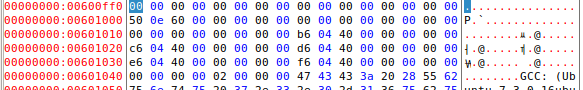 00000000:00600ff0 00 00 00 00 00 00 00 00 00 00 00 00 00 00 00 00 ................
00000000:00601000 50 0e 60 00 00 00 00 00 00 00 00 00 00 00 00 00 P.`.............
00000000:00601010 00 00 00 00 00 00 00 00 b6 04 40 00 00 00 00 00
00000000:00601020 c6 04 40 00 00 00 00 00 d6 04 40 00 00 00 00 00
00000000:00601030 e6 04 40 00 00 00 00 00 f6 04 40 00 00 00 00 00
00000000:00601040 00 00 00 00 02 00 00 00 47 43 43 3a 20 28 55 62 ........GCC: (Ub